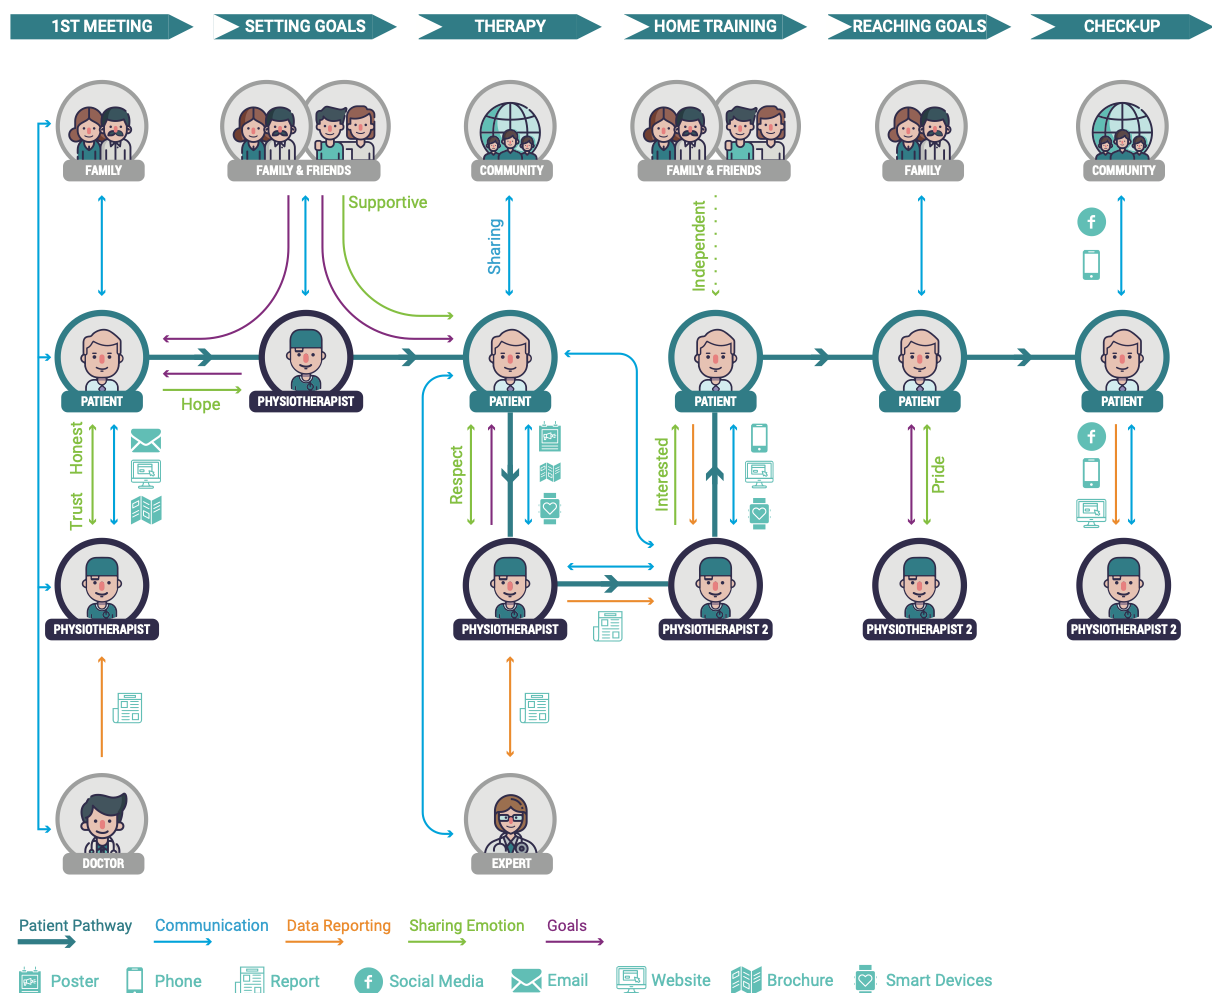 1ST MEETING
SETTING GOALS
THERAPY
HOME TRAINING
REACHING GOALS
CHECK-UP
FAMILY
FAMILY & FRIENDS
COMMUNITY
FAMILY & FRIENDS
FAMILY
COMMUNITY
Supportive
Sharing
Independent
PATIENT
PHYSIOTHERAPIST
PATIENT
PATIENT
PATIENT
PATIENT
Hope
Honest
Trust
Respect
Interested
Pride
PHYSIOTHERAPIST
PHYSIOTHERAPIST
PHYSIOTHERAPIST 2
PHYSIOTHERAPIST 2
PHYSIOTHERAPIST 2
DOCTOR
EXPERT
Patient Pathway
Communication
Data Reporting
Sharing Emotion
Goals
Poster
Phone
Report
Social Media
Email
Website
Brochure
Smart Devices